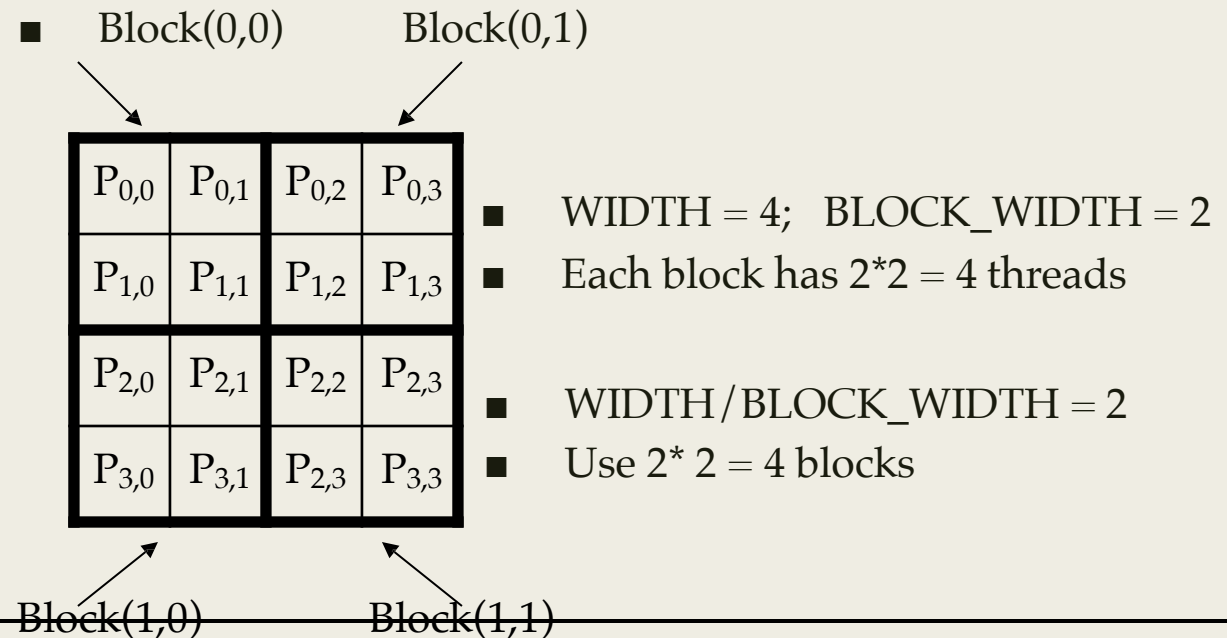 ■ Block(0,0) Block(0,1)
P0,0 P0,1 P0,2 P0,3
■ WIDTH = 4; BLOCK_WIDTH = 2
P1,0 P1,1 P1,2 P1,3
■ Each block has 2*2 = 4 threads
P2,0 P2,1 P2,2 P2,3
■ WIDTH/BLOCK_WIDTH = 2
P3,0 P3,1 P2,3 P3,3
■ Use 2* 2 = 4 blocks
Block(1,0) Block(1,1)